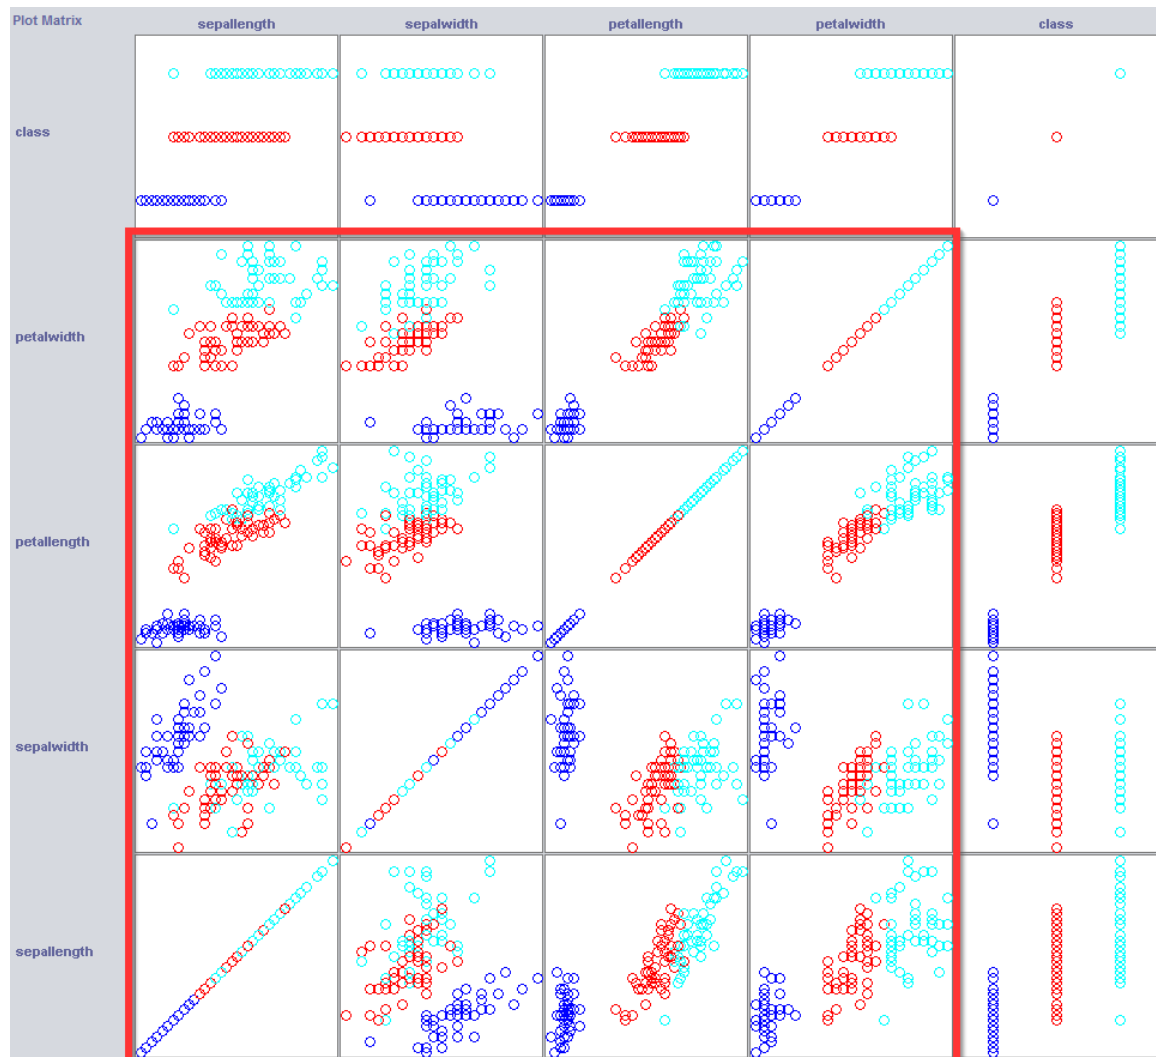 Plot Matrix
sepallength sepalwidth petallength petalwidth class
class
petalwidth
petallength
sepalwidth
sepallength